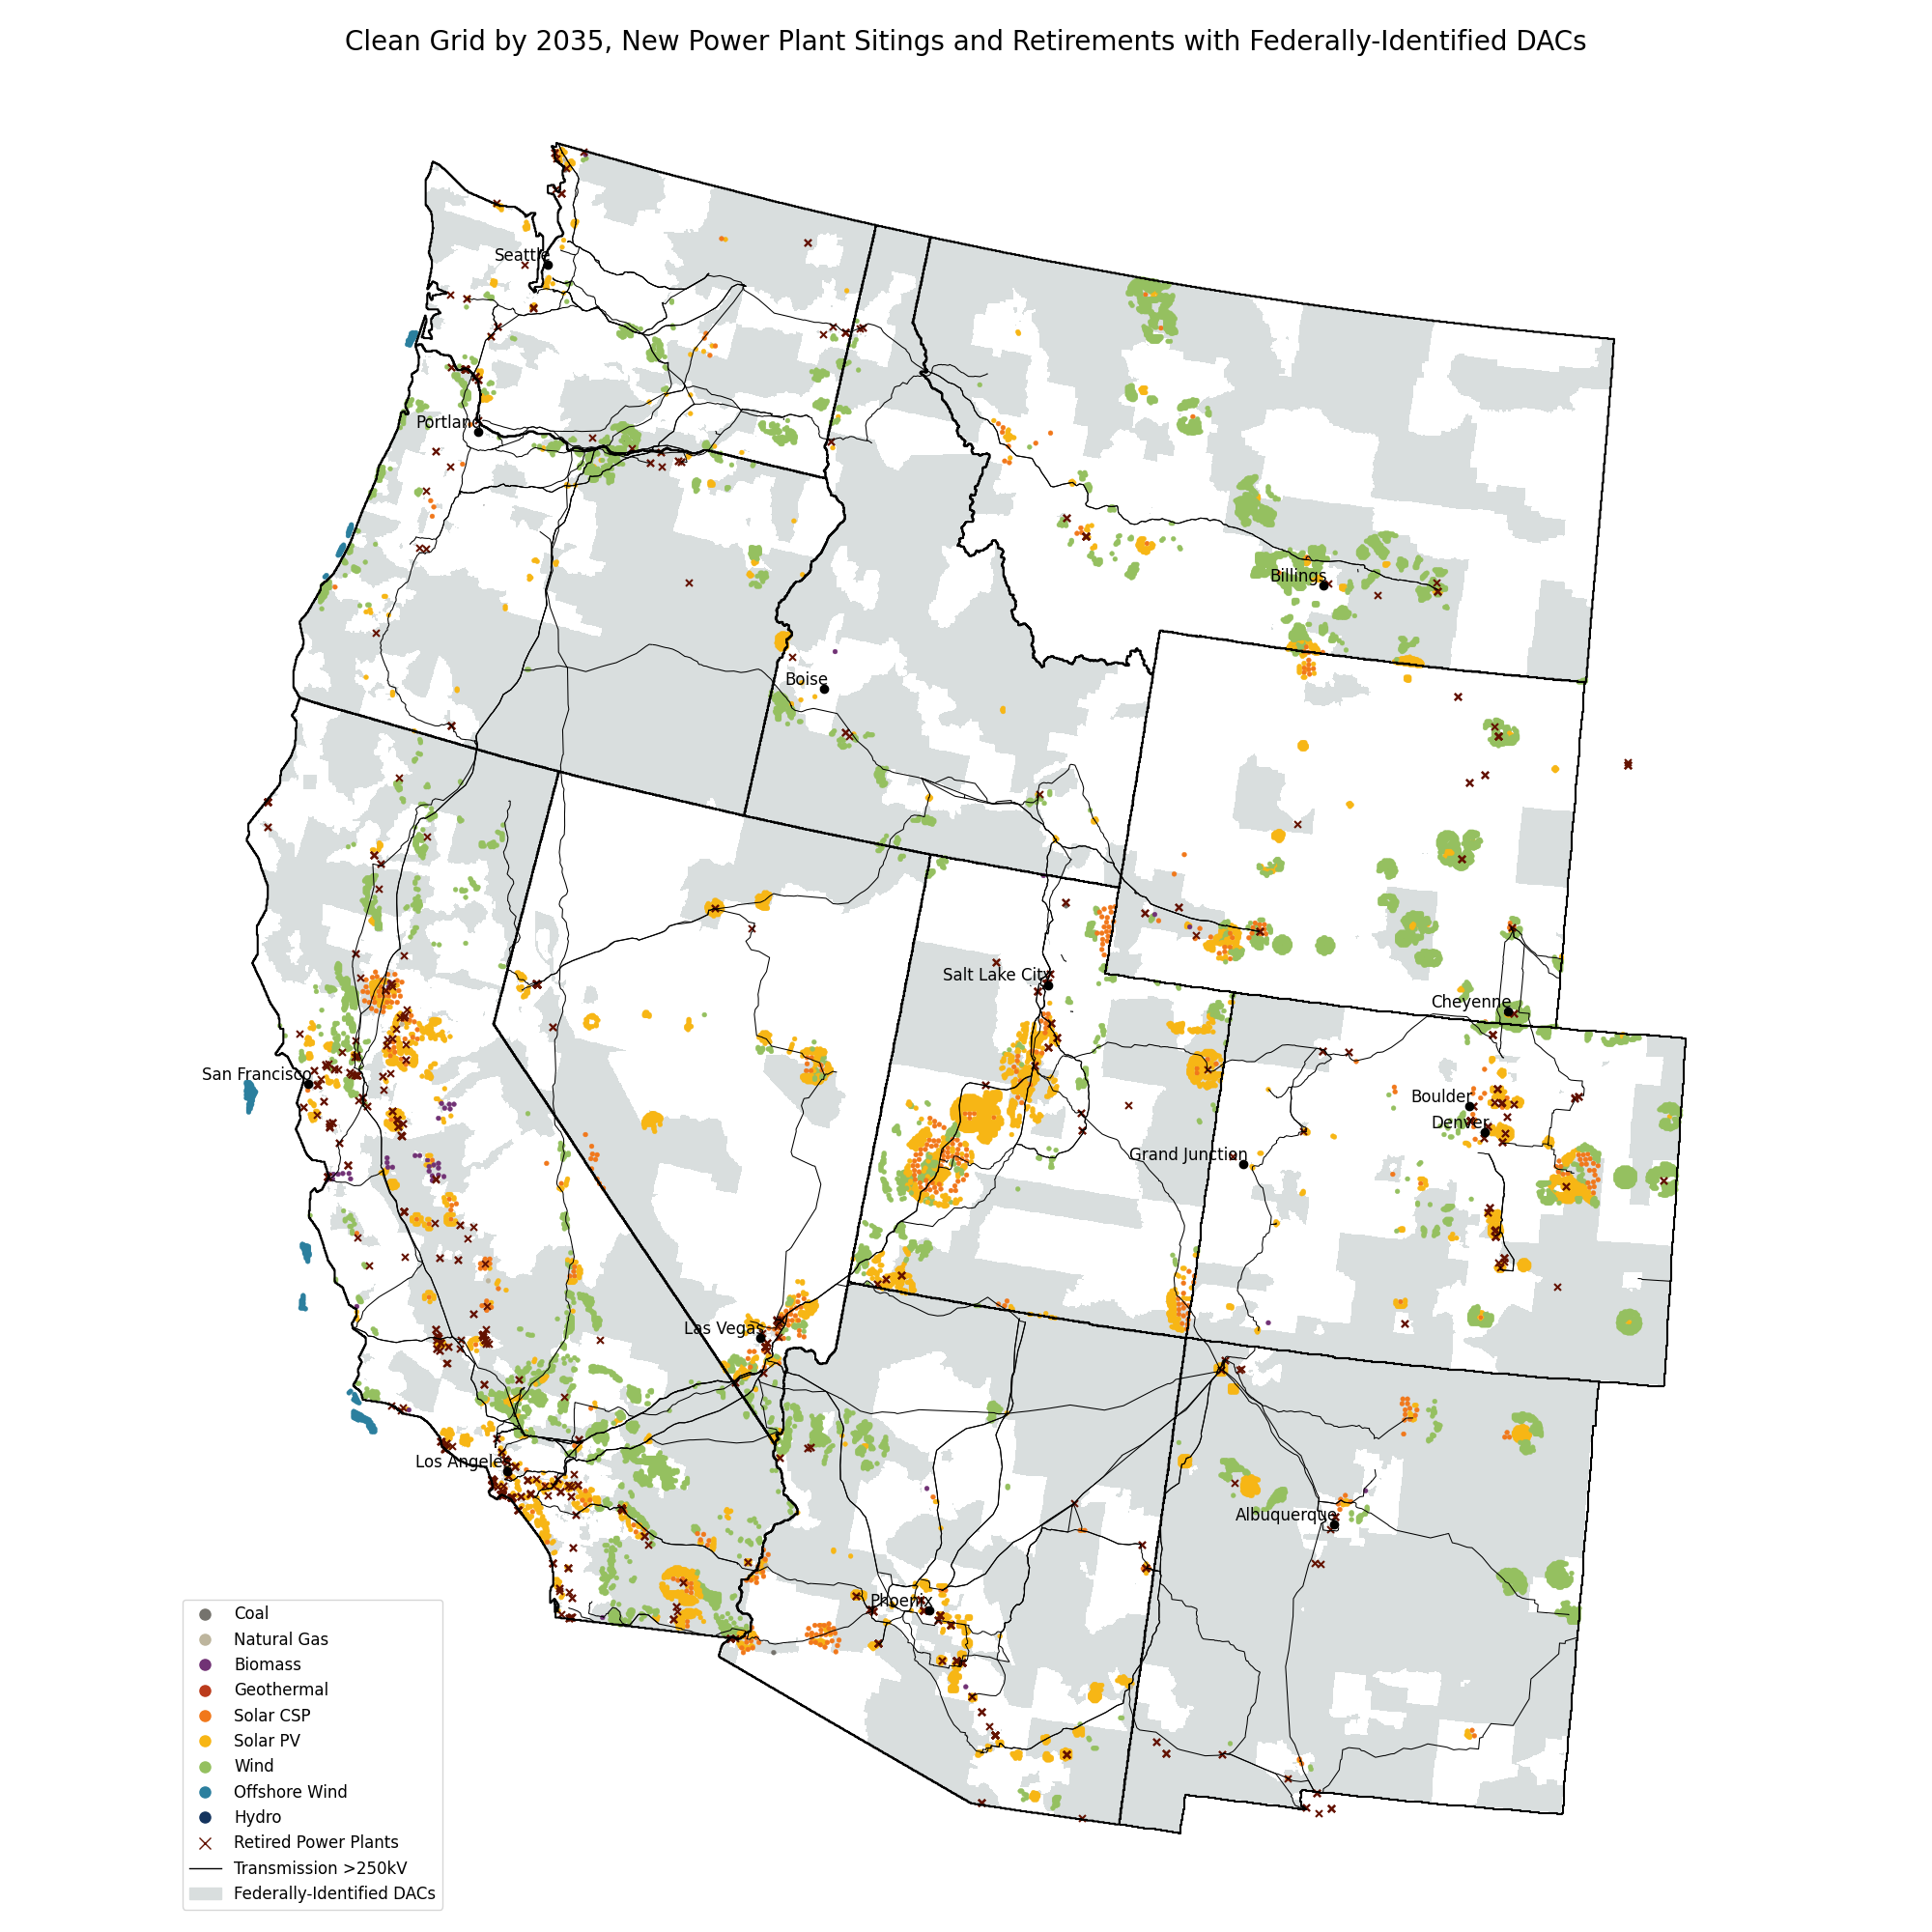 Clean Grid by 2035, New Power Plant Sitings and Retirements with Federally-Identified DACs
Seattle
Portland
Billings
Boise
Salt Lake City
Cheyenne
San Francisco
Boulder
Denver
Grand Junction
Las Vegas
Los Angeles
Albuquerque
Phoenix
Coal
Natural Gas
Biomass
Geothermal
Solar CSP
Solar PV
Wind
Offshore Wind
Hydro
Retired Power Plants
Transmission >250kV
Federally-Identified DACs